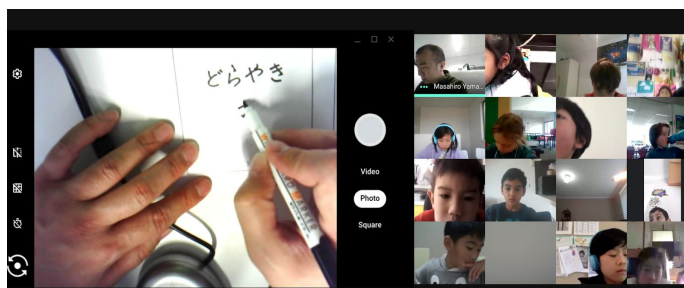 どらやき
Masahiro Yama...
Video
Photo
Square